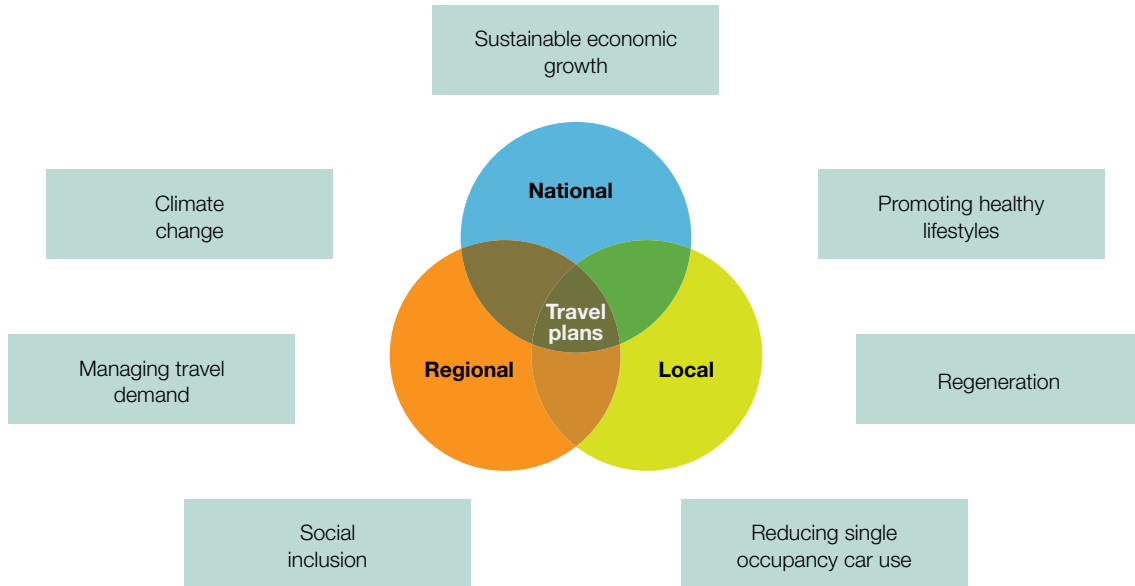 Sustainable economic
growth
Climate
change
National
Promoting healthy
lifestyles
Travel
plans
Managing travel
demand
Regional
Local
Regeneration
Social
inclusion
Reducing single
occupancy car use